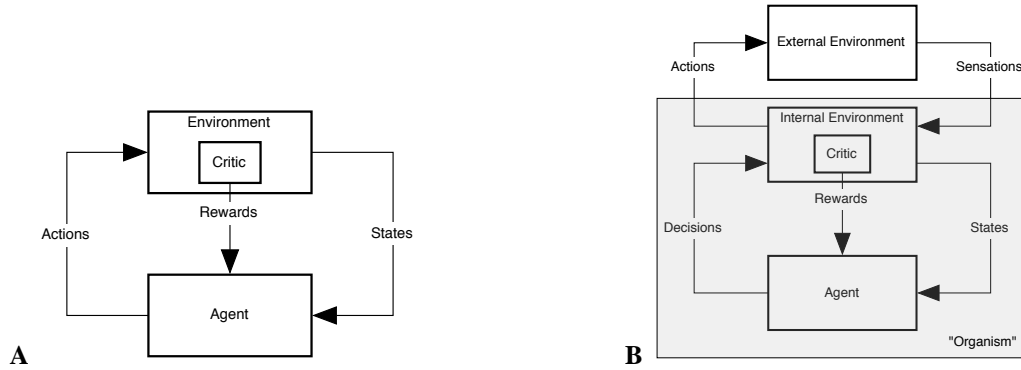 Environment
Critic
Rewards
Actions
States
Agent
A
External Environment
Actions
Sensations
Internal Environment
Critic
Rewards
Decisions
States
Agent
"Organism"
B